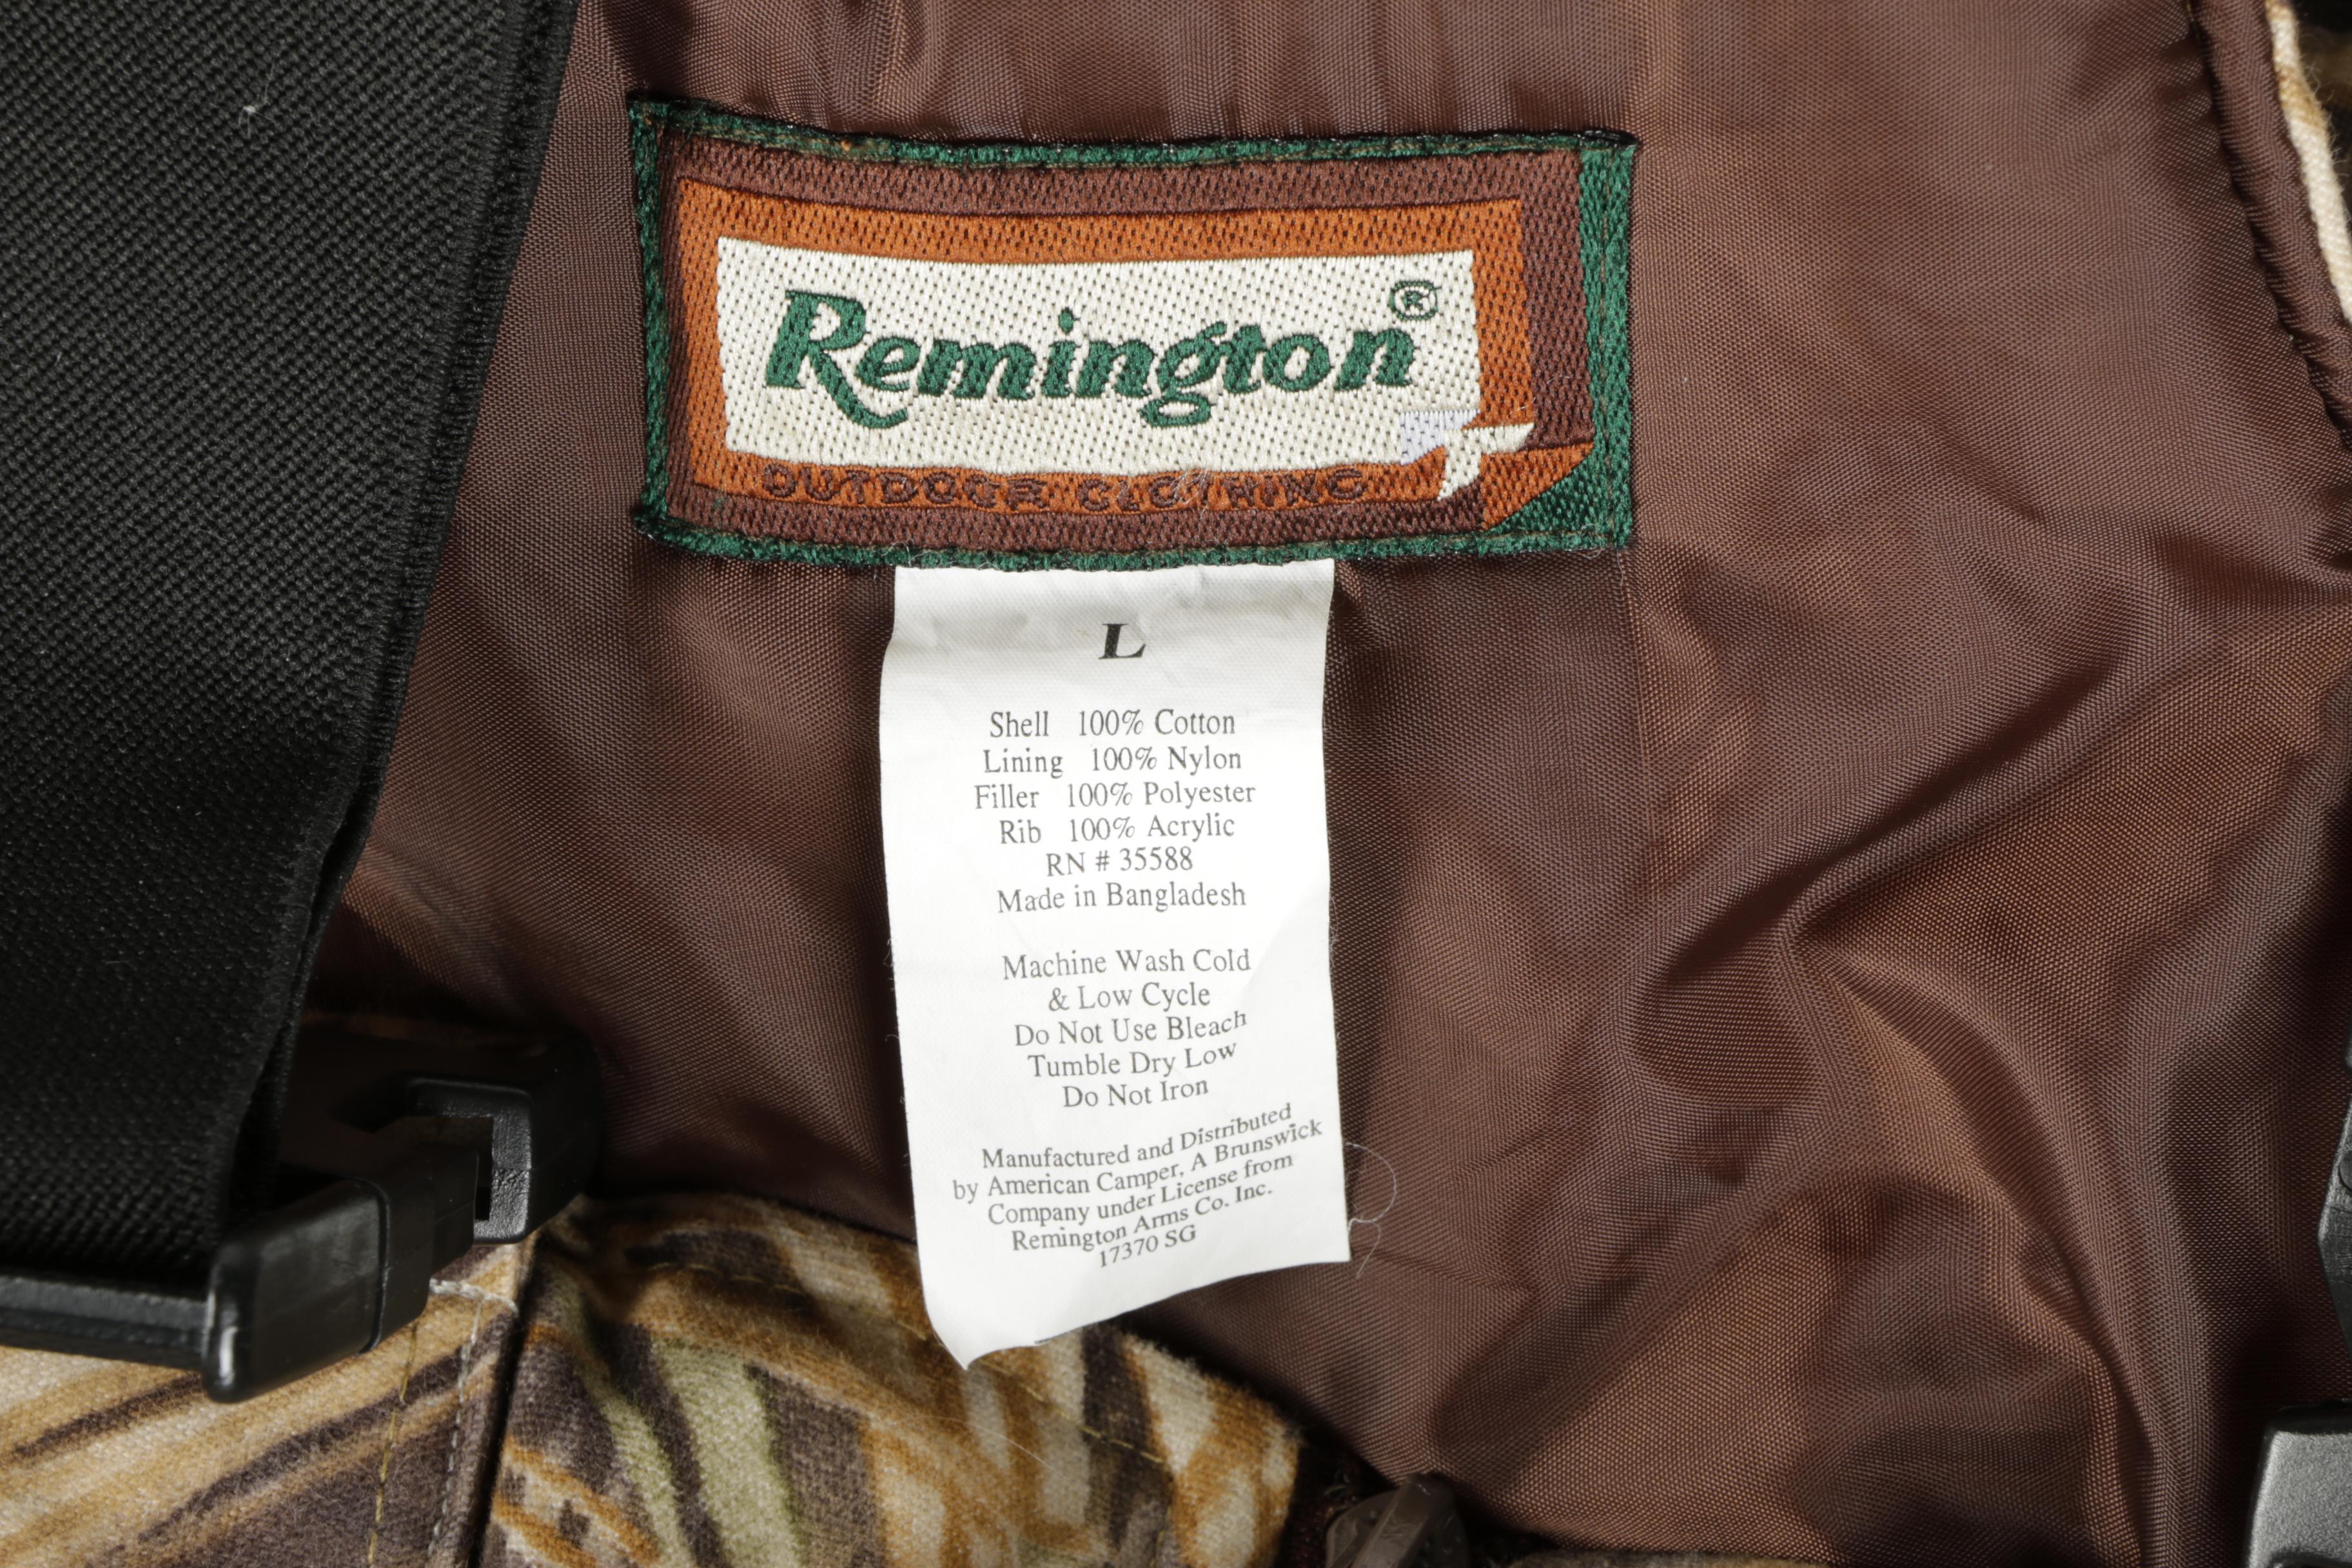 Remington®
OUTDOOR CLOTHING
L
Shell 100% Cotton
Lining 100% Nylon
Filler 100% Polyester
Rib 100% Acrylic
RN # 35588
Made in Bangladesh
Machine Wash Cold
& Low Cycle
Do Not Use Bleach
Tumble Dry Low
Do Not Iron
Manufactured and Distributed
by American Camper, A Brunswick
Company under License from
Remington Arms Co. Inc.
17370 SG